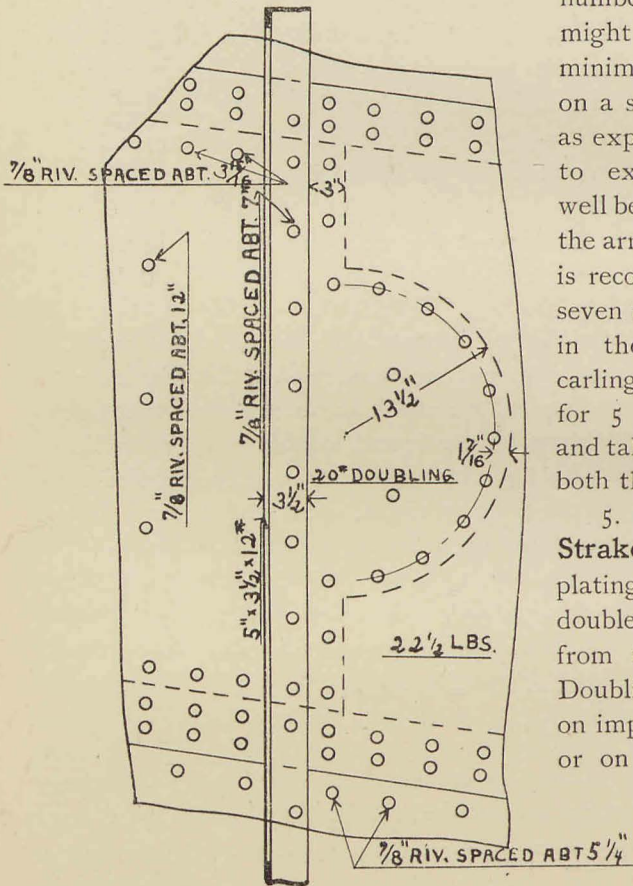 7/8" RIV. SPACED ABT. 3 1/2"
3"
7/8" RIV. SPACED ABT. 7"
7/8" RIV. SPACED ABT, 12"
13 1/2"
1 2/16"
20# DOUBLING
3 1/2"
5" x 3 1/2" x 12#
22 1/2 LBS.
7/8" RIV. SPACED ABT 5 1/4"
might
minim
on a s
as exp
to ex
well be
the arr
is reco
seven
in the
carling
for 5
and tal
both th
5.
Strake
plating
double
from
Doubl
on imp
or on